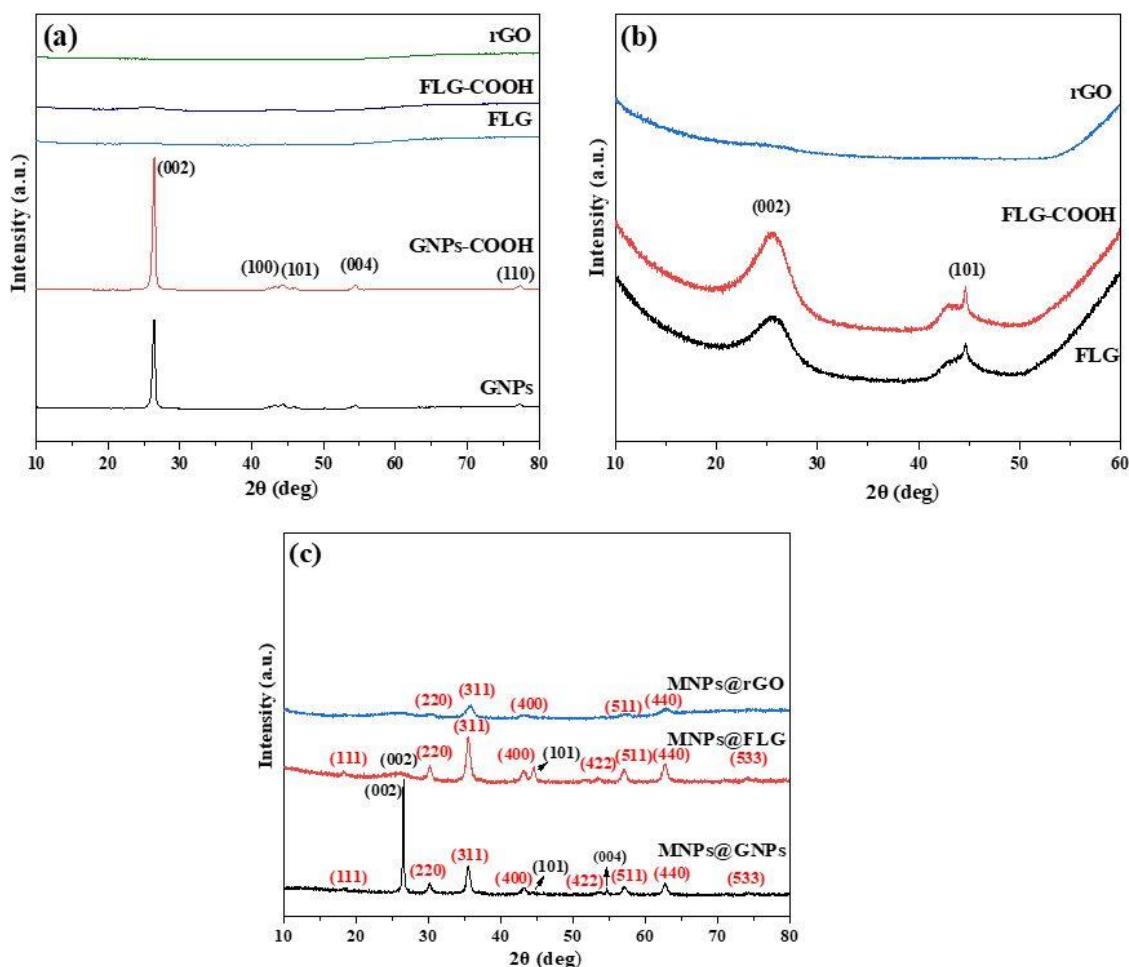 (a)
rGO
FLG-COOH
FLG
(002)
GNPs-COOH
(100) (101) (004) (110)
GNPs
Intensity (a.u.)
10 20 30 40 50 60 70 80
2θ (deg)
(b)
rGO
(002)
FLG-COOH
(101)
FLG
Intensity (a.u.)
10 20 30 40 50 60
2θ (deg)
(c)
MNPs@rGO
(220) (311) (400) (511) (440)
MNPs@FLG
(111) (002) (220) (311) (400) (101) (422) (511) (440) (533)
(002)
MNPs@GNPs
(111) (220) (311) (400) (101) (422) (004) (511) (440) (533)
Intensity (a.u.)
10 20 30 40 50 60 70 80
2θ (deg)